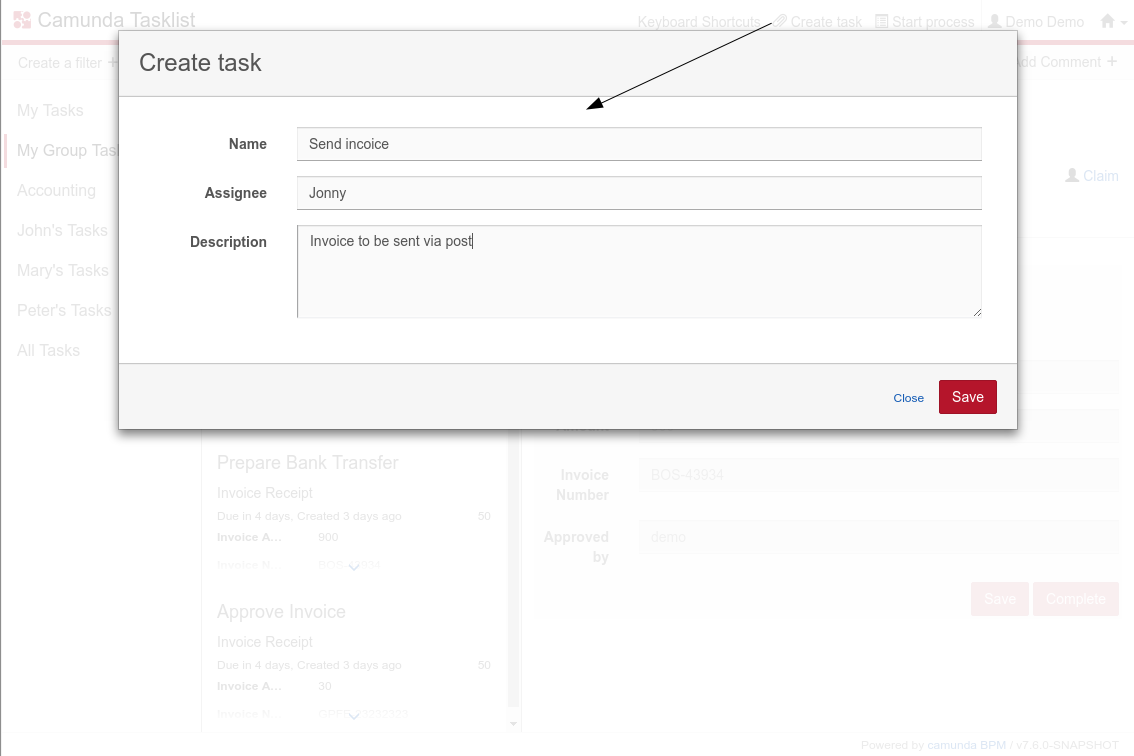 Camunda Tasklist
Keyboard Shortcuts Create task Start process Demo Demo
Create task
Create a filter +
Add Comment +
My Tasks
My Group Tas
Accounting
John's Tasks
Mary's Tasks
Peter's Tasks
All Tasks
Name Send incoice
Assignee Jonny
Description Invoice to be sent via post
Claim
Close Save
Prepare Bank Transfer
Invoice Receipt
Due in 4 days, Created 3 days ago 50
Invoice A... 900
Invoice N...
Approve Invoice
Invoice Receipt
Due in 4 days, Created 3 days ago 50
Invoice A... 30
Invoice N...
Invoice Number BOS-43934
Approved by demo
Save Complete
Powered by camunda BPM / v7.6.0-SNAPSHOT